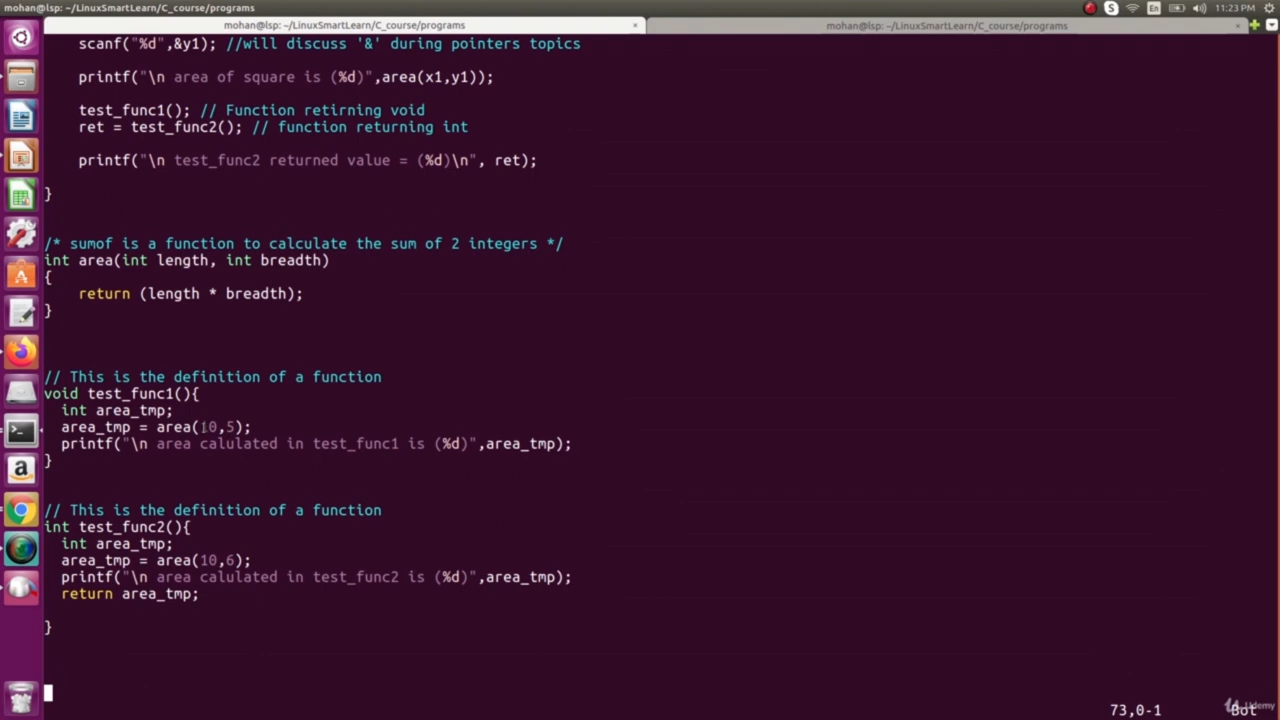 mohan@lsp: ~/LinuxSmartLearn/C_course/programs
En
11:23 PM
mohan@lsp: ~/LinuxSmartLearn/C_course/programs
mohan@lsp: ~/LinuxSmartLearn/C_course/programs
scanf("%d",&y1); //will discuss '&' during pointers topics
printf("\n area of square is (%d)",area(x1,y1));
test_func1(); // Function retirning void
ret = test_func2(); // function returning int
printf("\n test_func2 returned value = (%d)\n", ret);
}
/* sumof is a function to calculate the sum of 2 integers */
int area(int length, int breadth)
{
return (length * breadth);
}
// This is the definition of a function
void test_func1(){
int area_tmp;
area_tmp = area(10,5);
printf("\n area calulated in test_func1 is (%d)",area_tmp);
}
// This is the definition of a function
int test_func2(){
int area_tmp;
area_tmp = area(10,6);
printf("\n area calulated in test_func2 is (%d)",area_tmp);
return area_tmp;
}
73,0-1
Bot
Udemy